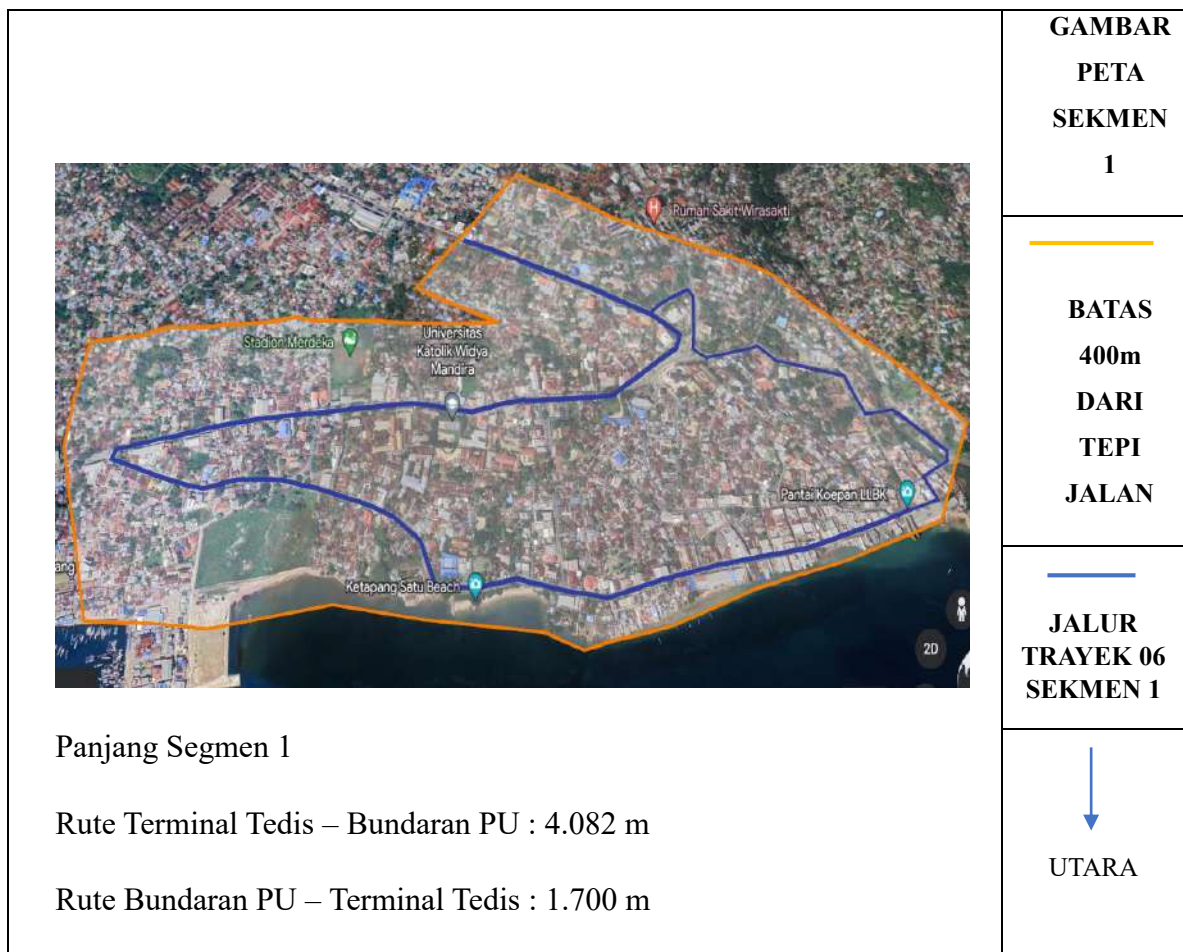 GAMBAR
PETA
SEKMEN
1
Rumah Sakit Wirasakti
Stadion Merdeka
Universitas
Katolik Widya
Mandira
Pantai Koepan LLBK
ang
Ketapang Satu Beach
2D
BATAS
400m
DARI
TEPI
JALAN
JALUR
TRAYEK 06
SEKMEN 1
UTARA
Panjang Segmen 1
Rute Terminal Tedis – Bundaran PU : 4.082 m
Rute Bundaran PU – Terminal Tedis : 1.700 m